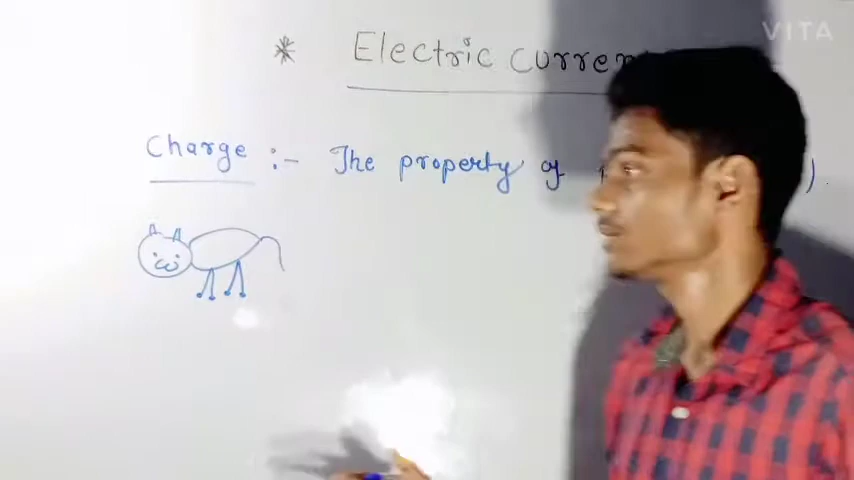 VITA
* Electric Curren
Charge :- The property of ).